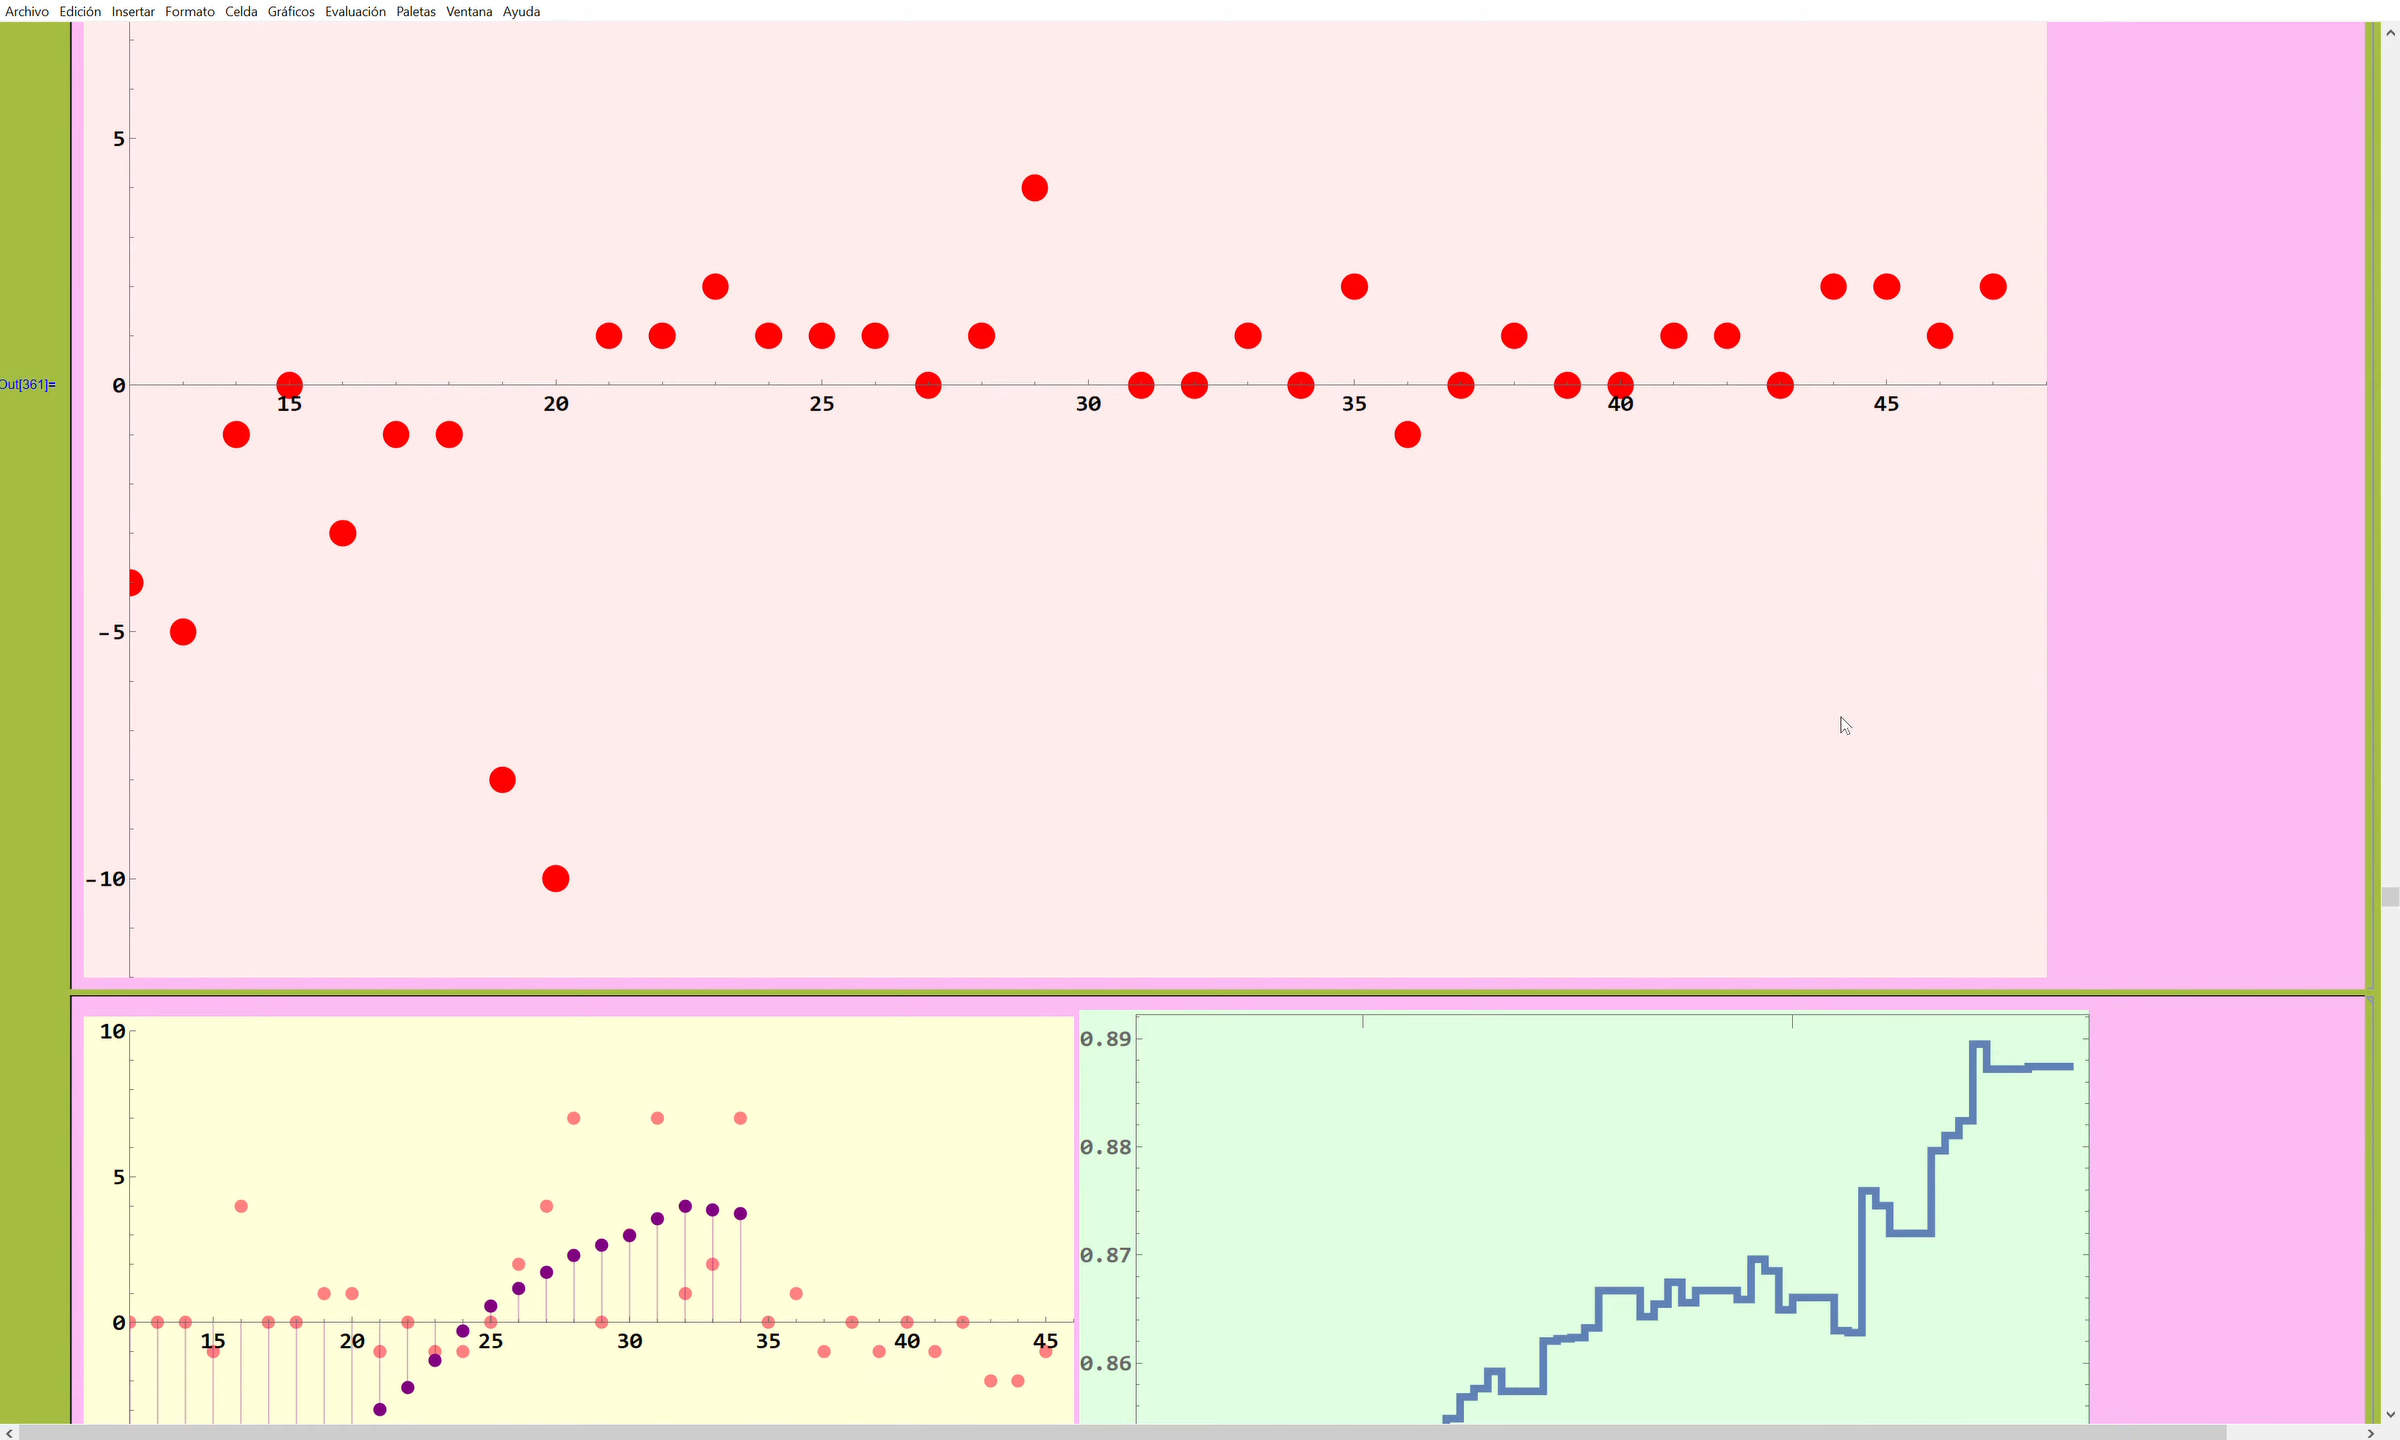 Archivo Edición Insertar Formato Celda Gráficos Evaluación Paletas Ventana Ayuda
5
Out[361]=
0
15 20 25 30 35 40 45
-5
-10
10
5
0
15 20 25 30 35 40 45
0.89
0.88
0.87
0.86